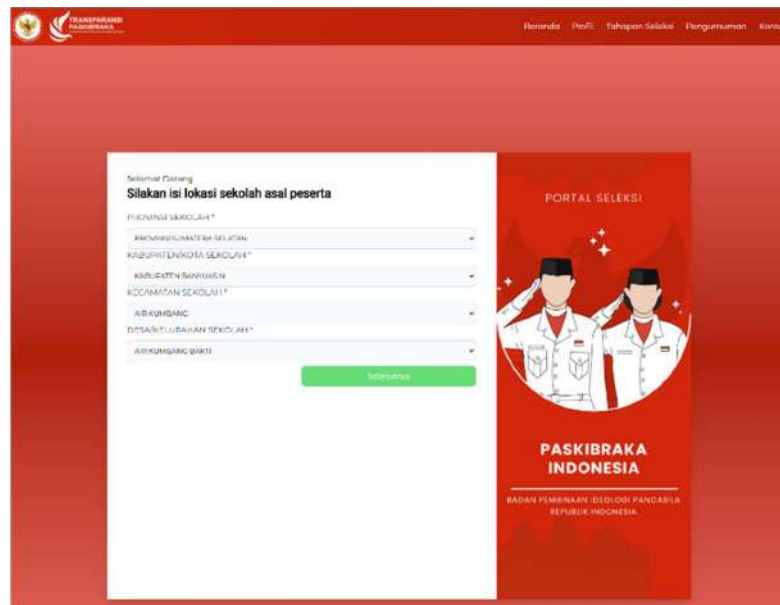 TRANSPARANSI
PASKIBRAKA
Beranda Profil Tahapan Seleksi Pengumuman
Selamat Datang
Silakan isi lokasi sekolah asal peserta
PROVINSI SEKOLAH *
PROVINSI SUMATERA SELATAN
KABUPATEN/KOTA SEKOLAH *
KABUPATEN BANYUASIN
KECAMATAN SEKOLAH *
AIR KUMBANG
DESA/KELURAHAN SEKOLAH *
AIR KUMBANG BAKTI
Selanjutnya
PORTAL SELEKSI
PASKIBRAKA
INDONESIA
BADAN PEMBINAAN IDEOLOGI PANCASILA
REPUBLIK INDONESIA